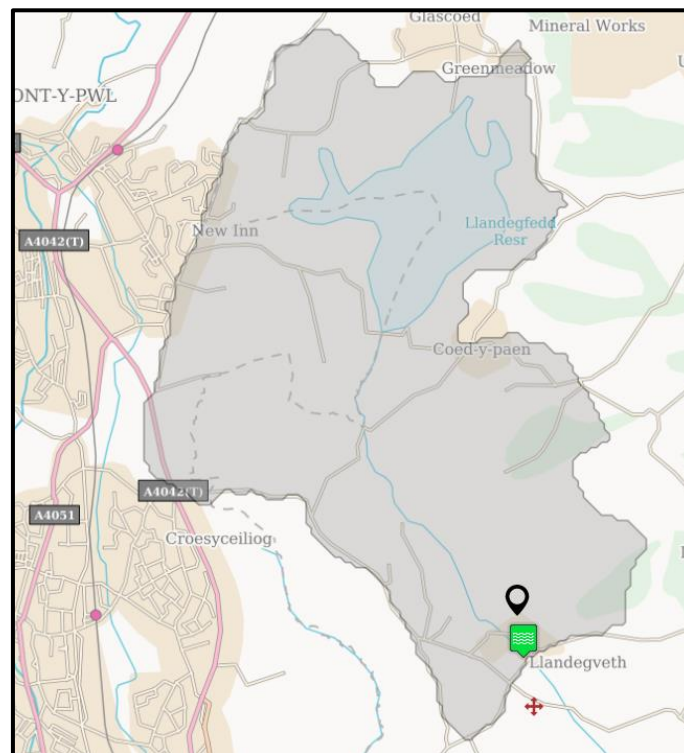 Glascoed
Mineral Works
Greenmeadow
ONT-Y-PWL
New Inn
Llandegfedd
Resr
A4042(T)
Coed-y-paen
A4042(T)
A4051
Croesyceiliog
Llandegveth